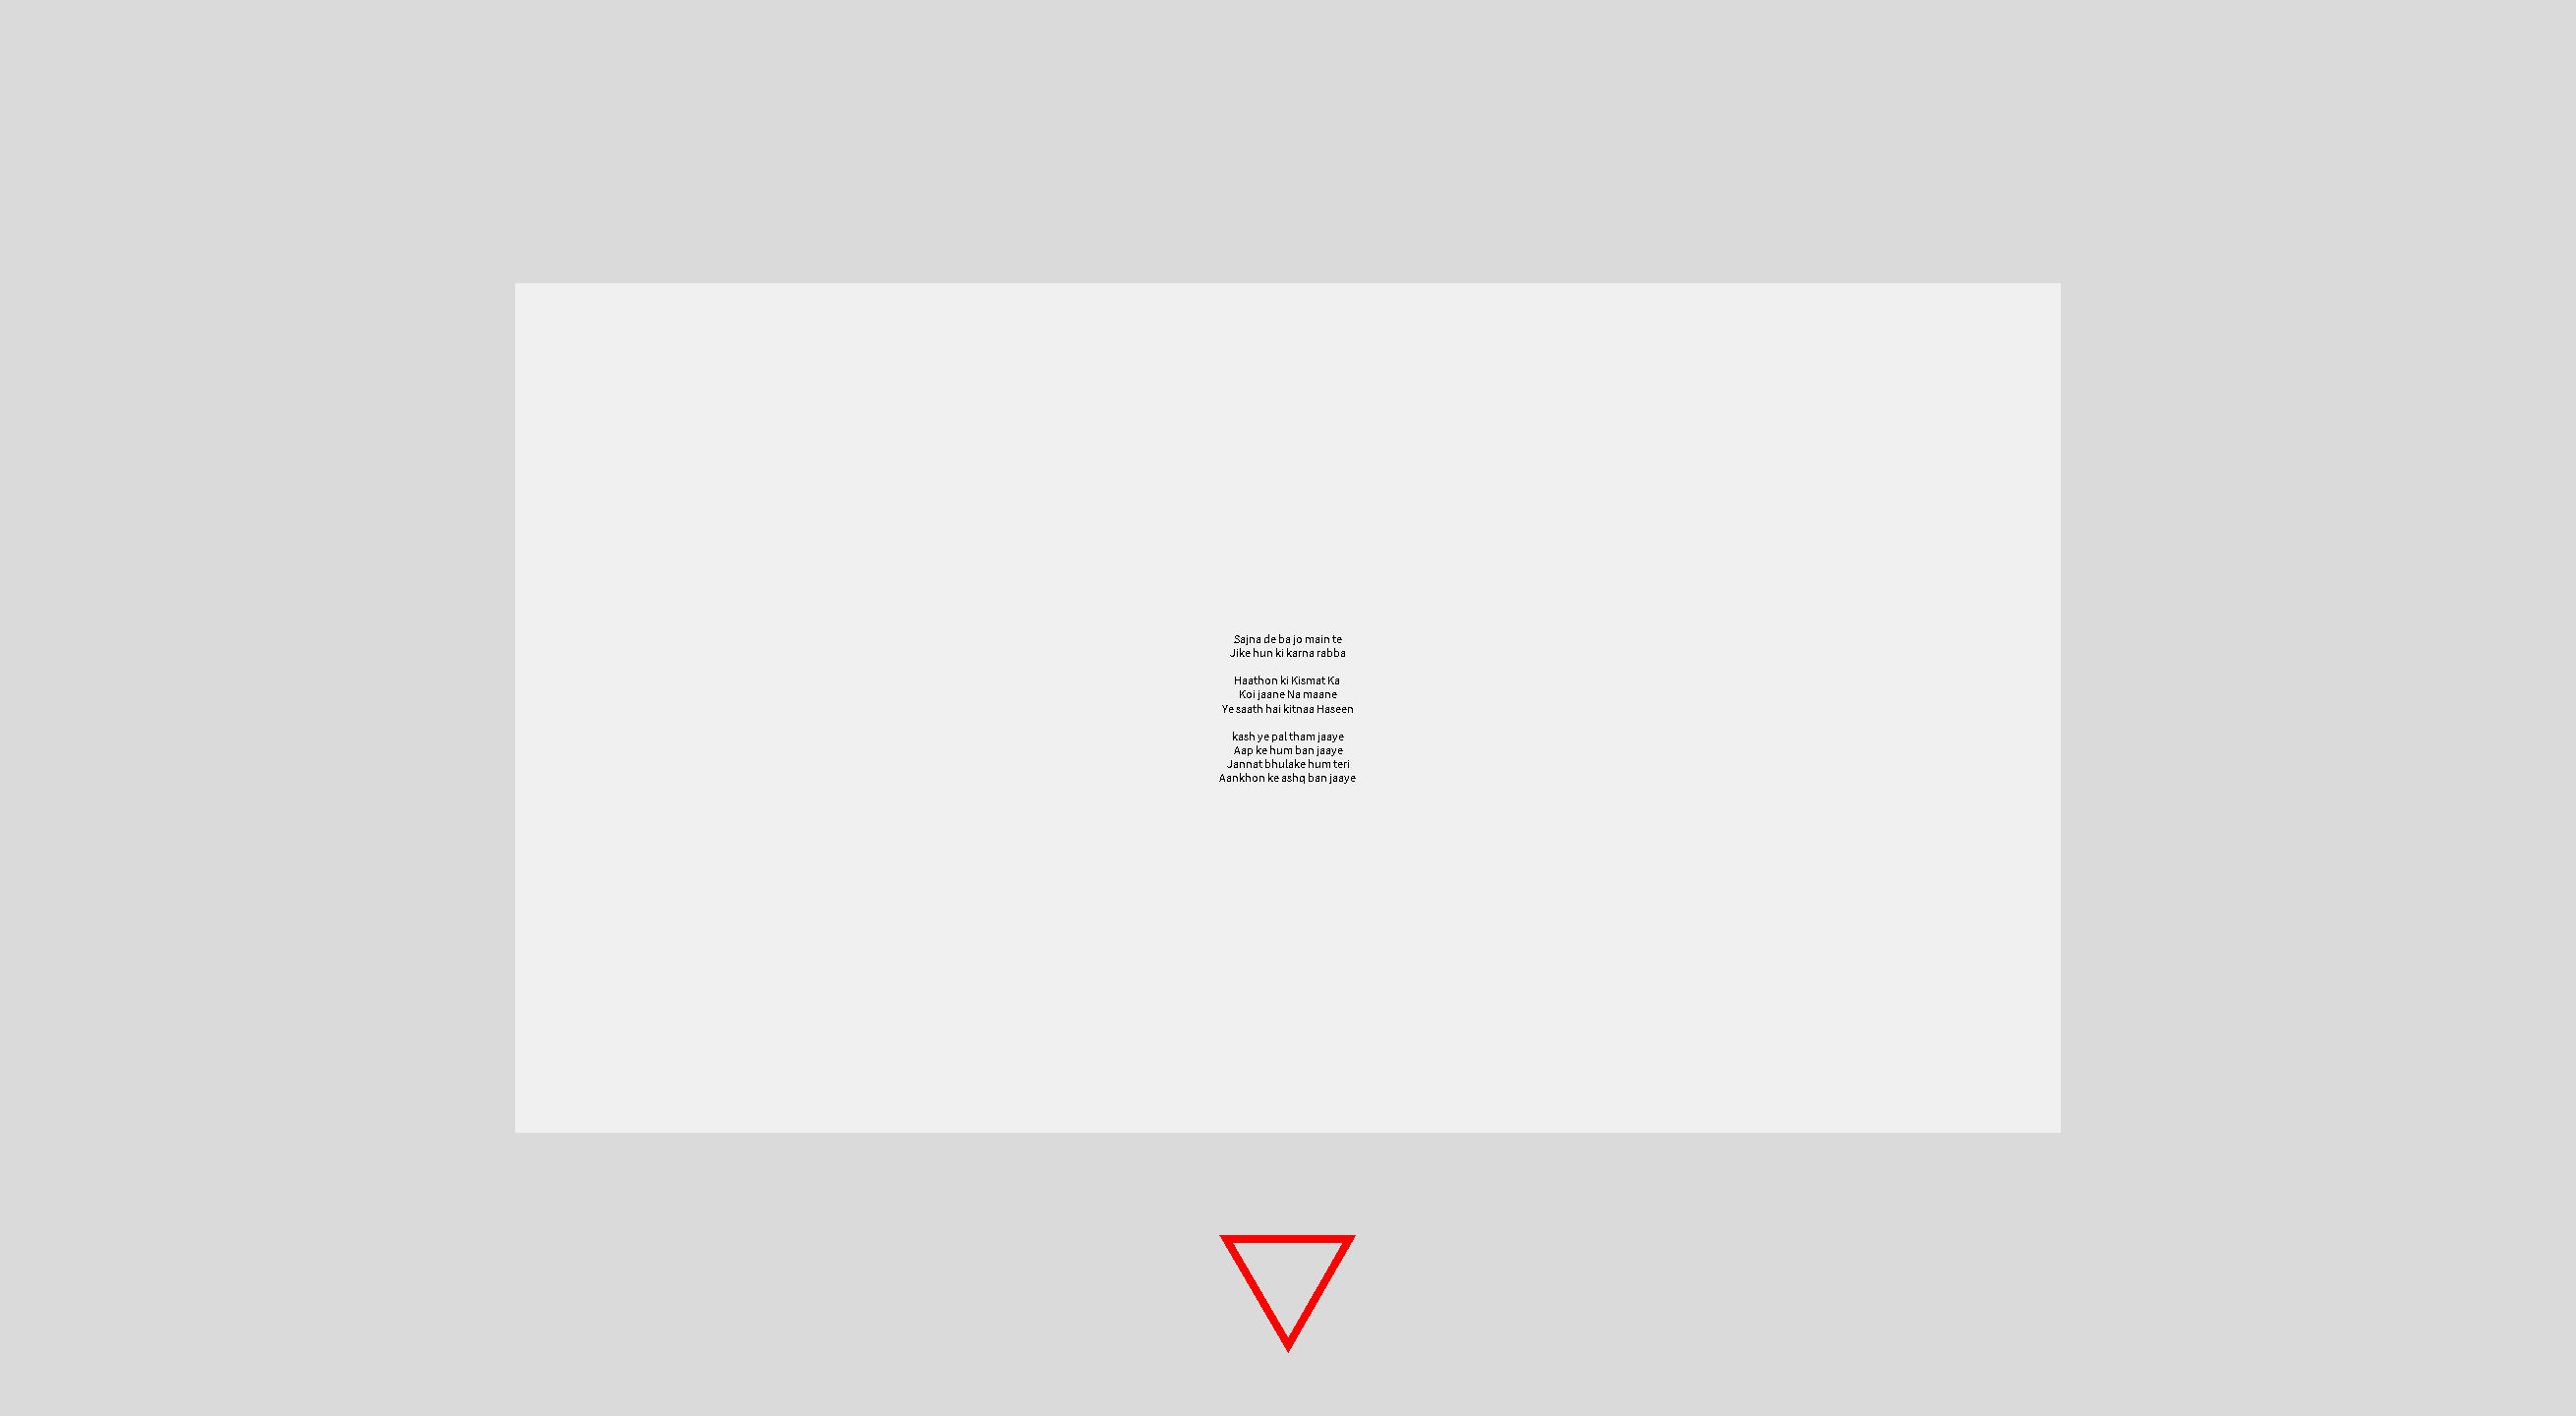 Sajna de ba jo main te
Jike hun ki karna rabba
Haathon ki Kismat Ka
Koi jaane Na maane
Ye saath hai kitnaa Haseen
kash ye pal tham jaaye
Aap ke hum ban jaaye
Jannat bhulake hum teri
Aankhon ke ashq ban jaaye